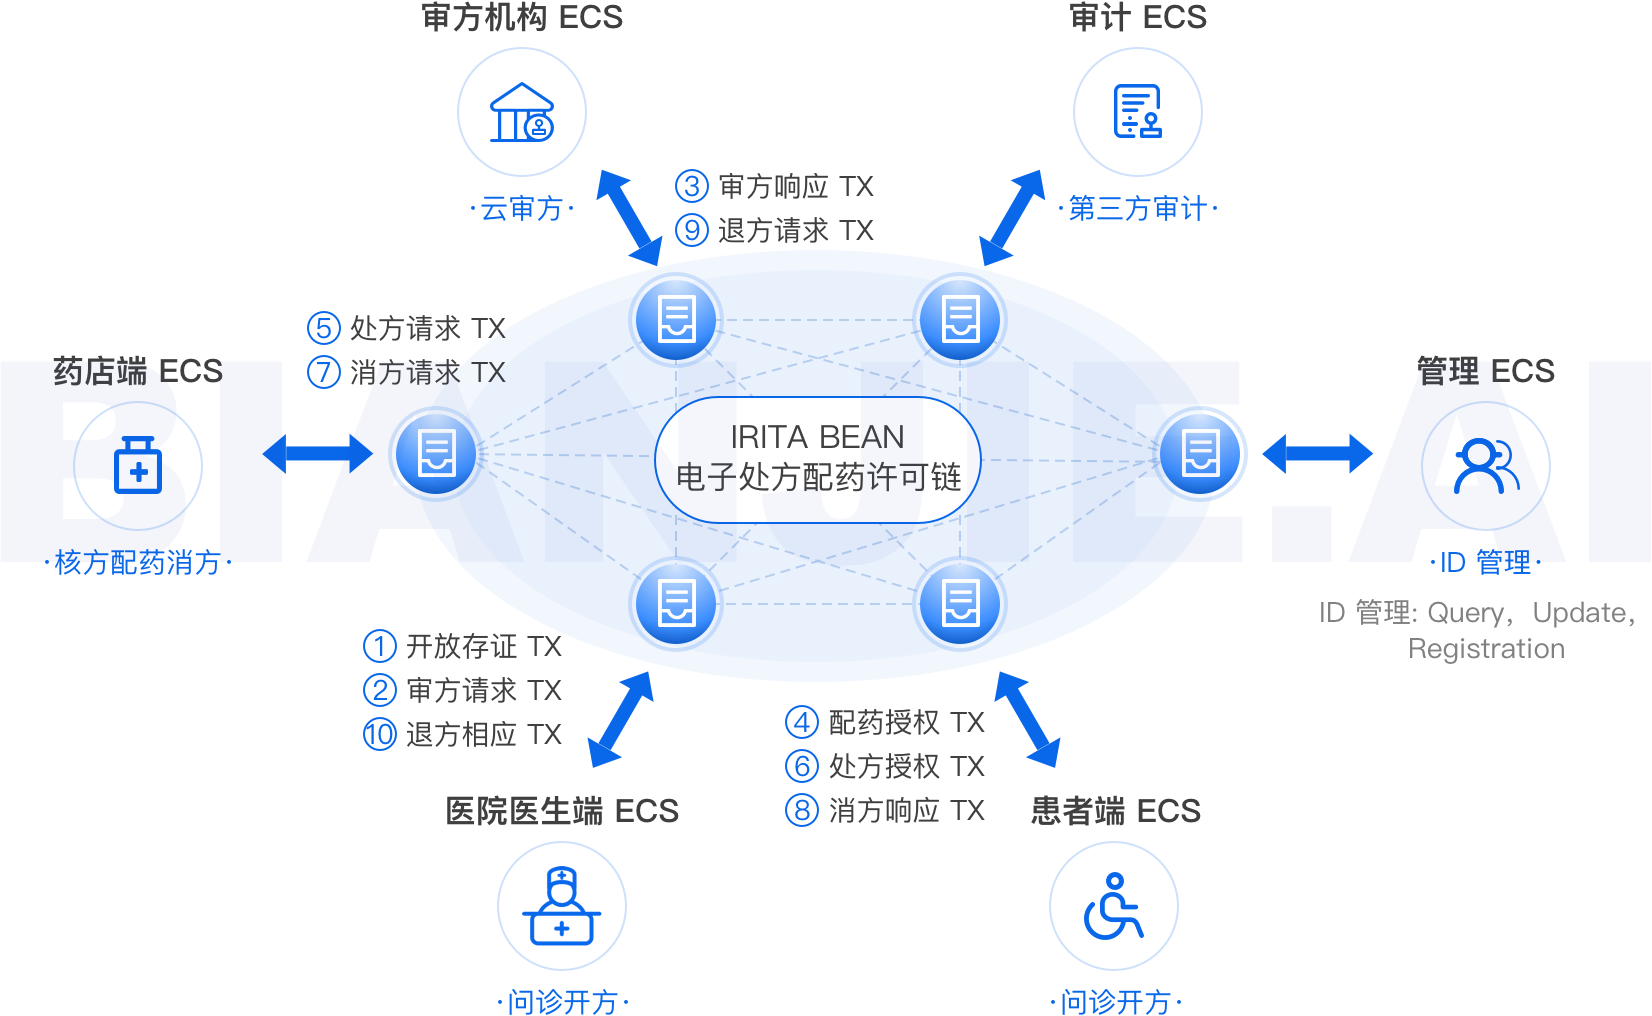 审方机构 ECS
审计 ECS
·云审方·
·第三方审计·
③ 审方响应 TX
⑨ 退方请求 TX
⑤ 处方请求 TX
⑦ 消方请求 TX
药店端 ECS
管理 ECS
IRITA BEAN
电子处方配药许可链
·核方配药消方·
·ID 管理·
ID 管理: Query，Update，
Registration
① 开放存证 TX
② 审方请求 TX
⑩ 退方相应 TX
④ 配药授权 TX
⑥ 处方授权 TX
⑧ 消方响应 TX
医院医生端 ECS
患者端 ECS
·问诊开方·
·问诊开方·
BIANJIE.AI